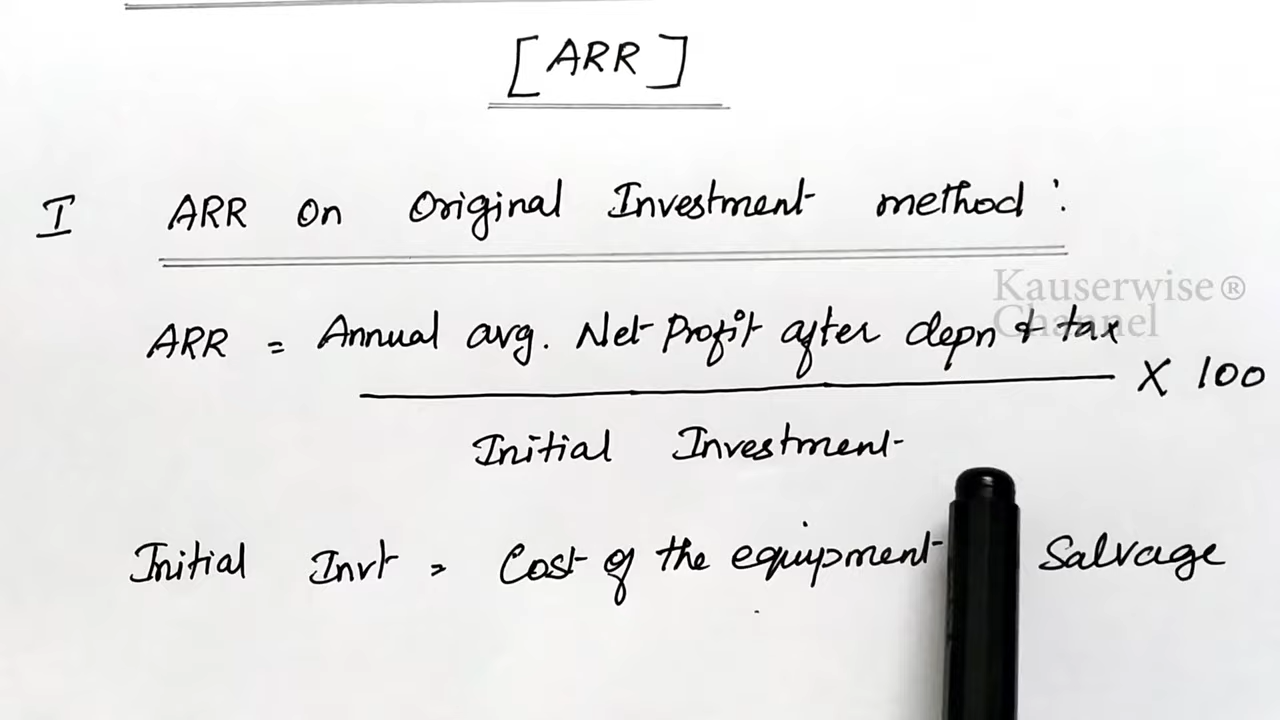 [ARR]
I ARR on Original Investment method :
Kauserwise®
Channel
ARR = Annual avg. Net Profit after depn & tax
X 100
Initial Investment
Initial Invt = Cost of the equipment Salvage